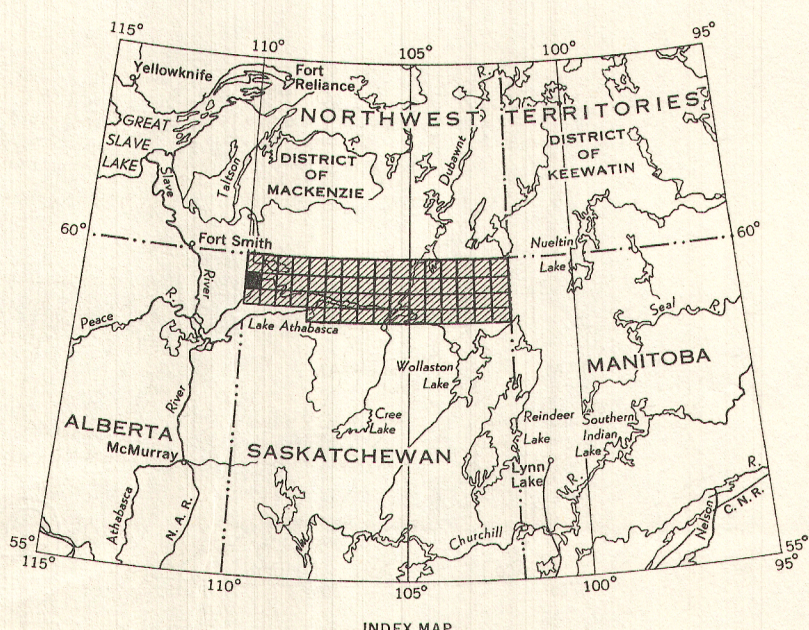 115°
110°
105°
100°
95°
Yellowknife
Fort
Reliance
R.
NORTHWEST TERRITORIES
GREAT
SLAVE
LAKE
Slave
Taltson
R.
DISTRICT
OF
MACKENZIE
Dubawnt
DISTRICT
OF
KEEWATIN
60°
Fort Smith
Nueltin
Lake
60°
River
Peace
R.
Lake Athabasca
Seal
R.
Wollaston
Lake
MANITOBA
River
ALBERTA
McMurray
Cree
Lake
SASKATCHEWAN
Reindeer
Lake
Southern
Indian
Lake
Lynn
Lake
R.
Athabasca
N. A. R.
Churchill
Nelson
R.
C. N. R.
55°
115°
110°
105°
100°
55°
95°
INDEX MAP